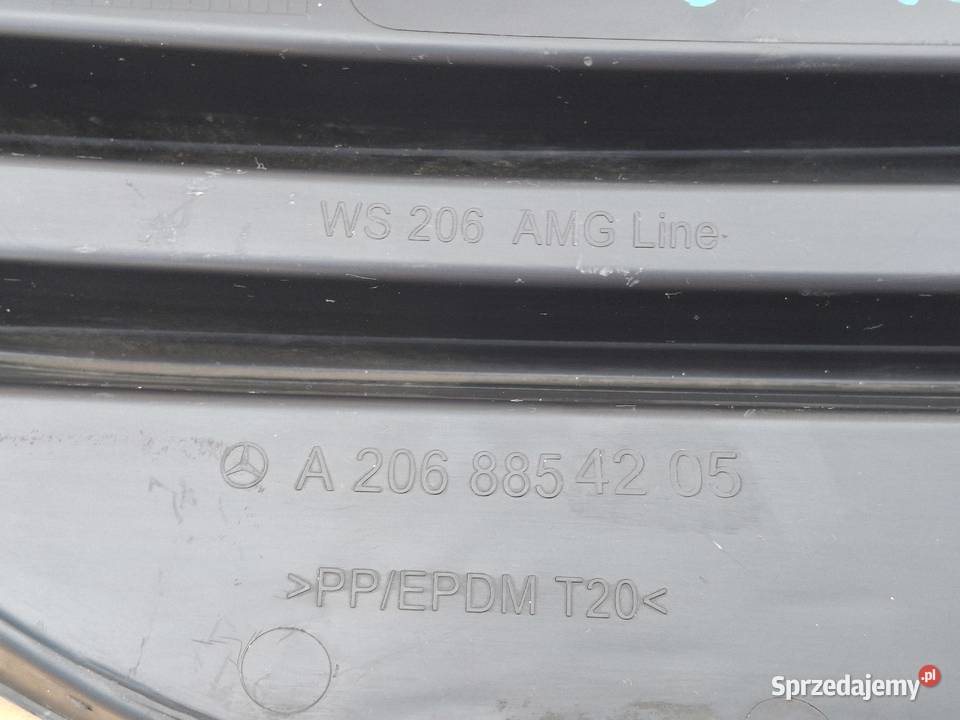 WS 206 AMG Line
A 206 885 42 05
>PP/EPDM T20<
Sprzedajemy.pl